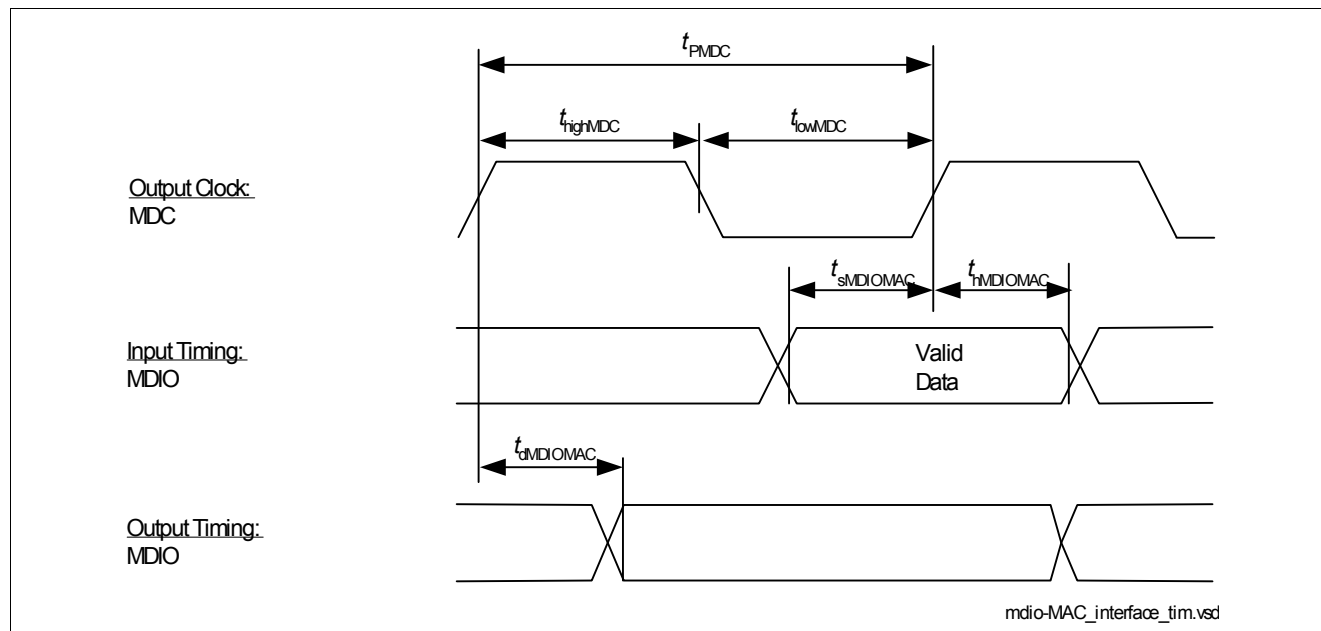 tPMDC
thighMDC
tlowMDC
Output Clock:
MDC
tsMDIOMAC
thMDIOMAC
Input Timing:
MDIO
Valid
Data
tdMDIOMAC
Output Timing:
MDIO
mdio-MAC_interface_tim.vsd